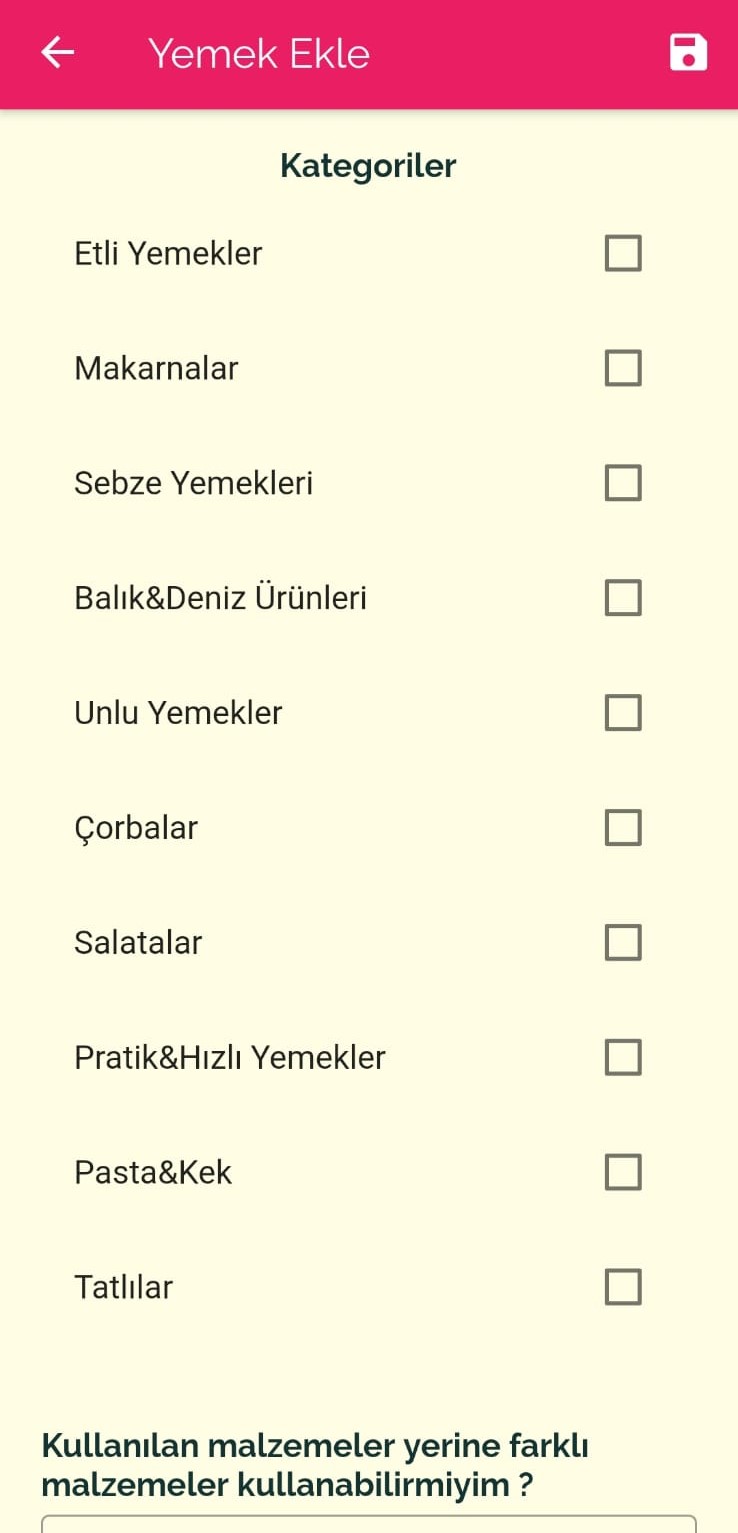 Yemek Ekle
Kategoriler
Etli Yemekler
Makarnalar
Sebze Yemekleri
Balık&Deniz Ürünleri
Unlu Yemekler
Çorbalar
Salatalar
Pratik&Hızlı Yemekler
Pasta&Kek
Tatlılar
Kullanılan malzemeler yerine farklı
malzemeler kullanabilirmiyim ?